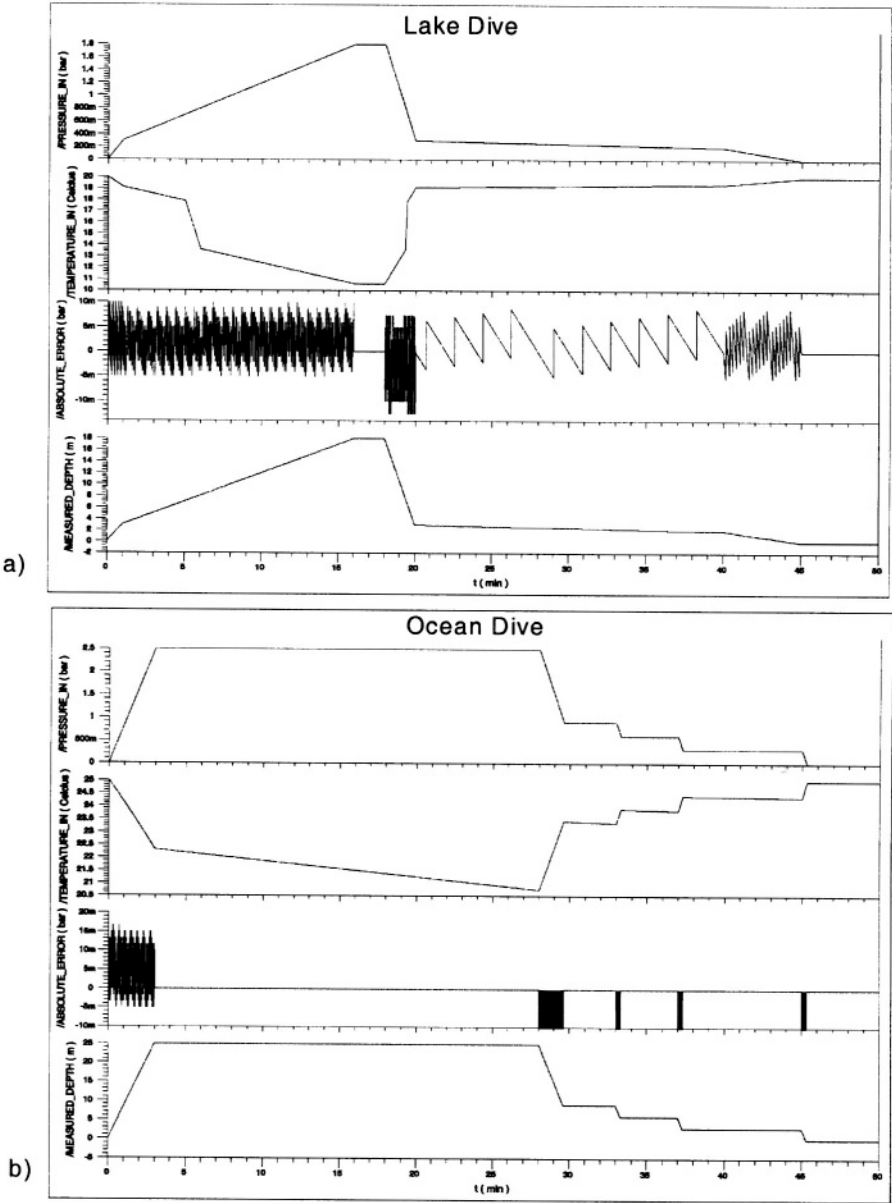 Lake Dive
/PRESSURE_IN ( bar)
1.8
1.6
1.4
1.2
1
800m
600m
400m
200m
0
/TEMPERATURE_IN ( Celcius)
20
19
18
17
16
15
14
13
12
11
10
/ABSOLUTE_ERROR ( bar)
10m
5m
0
-5m
-10m
/MEASURED_DEPTH ( m)
18
16
14
12
10
8
6
4
2
0
-2
0 5 10 15 20 25 30 35 40 45 50
t ( min )
a)
Ocean Dive
/PRESSURE_IN ( bar)
2.5
2
1.5
1
500m
0
/TEMPERATURE_IN ( Celcius)
25
24.5
24
23.5
23
22.5
22
21.5
21
20.5
/ABSOLUTE_ERROR ( bar)
20m
15m
10m
5m
0
-5m
-10m
/MEASURED_DEPTH ( m)
25
20
15
10
5
0
-5
0 5 10 15 20 25 30 35 40 45 50
t ( min )
b)